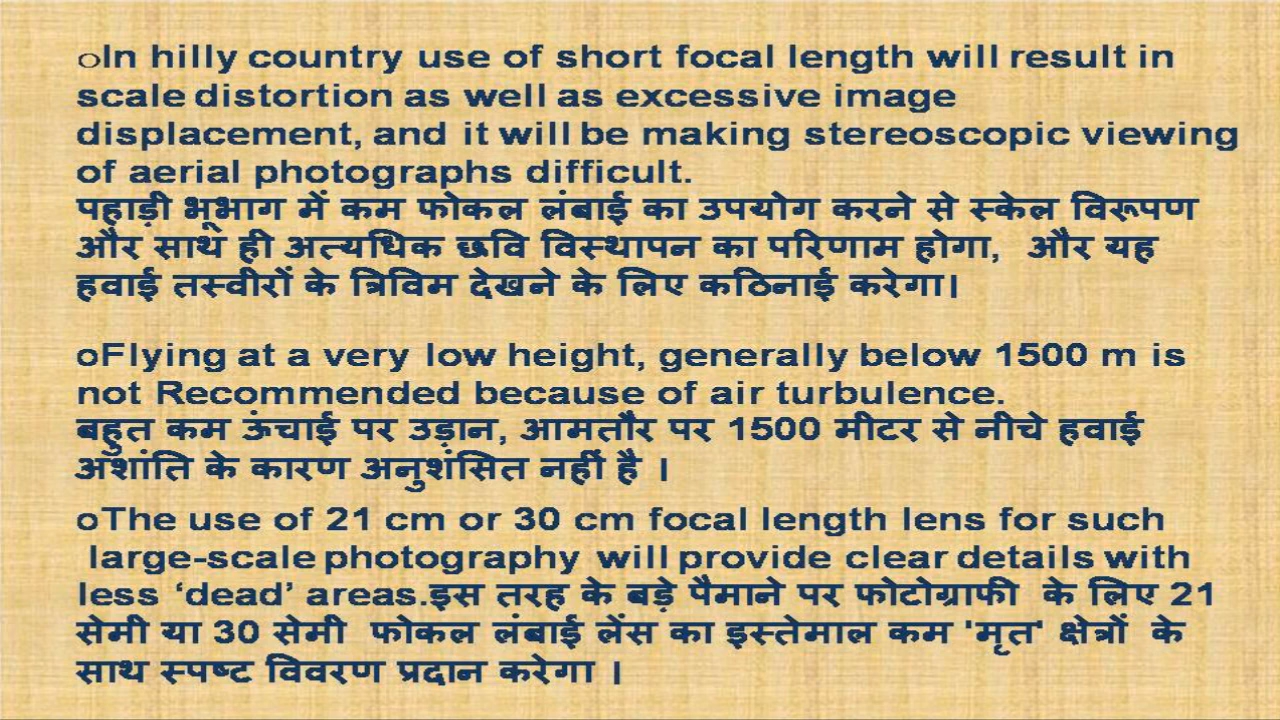 oIn hilly country use of short focal length will result in
scale distortion as well as excessive image
displacement, and it will be making stereoscopic viewing
of aerial photographs difficult.
पहाड़ी भूभाग में कम फोकल लंबाई का उपयोग करने से स्केल विरूपण
और साथ ही अत्यधिक छवि विस्थापन का परिणाम होगा, और यह
हवाई तस्वीरों के त्रिविम देखने के लिए कठिनाई करेगा।
oFlying at a very low height, generally below 1500 m is
not Recommended because of air turbulence.
बहुत कम ऊंचाई पर उड़ान, आमतौर पर 1500 मीटर से नीचे हवाई
अशांति के कारण अनुशंसित नहीं है ।
oThe use of 21 cm or 30 cm focal length lens for such
large-scale photography will provide clear details with
less ‘dead’ areas.इस तरह के बड़े पैमाने पर फोटोग्राफी के लिए 21
सेमी या 30 सेमी फोकल लंबाई लेंस का इस्तेमाल कम 'मृत' क्षेत्रों के
साथ स्पष्ट विवरण प्रदान करेगा ।